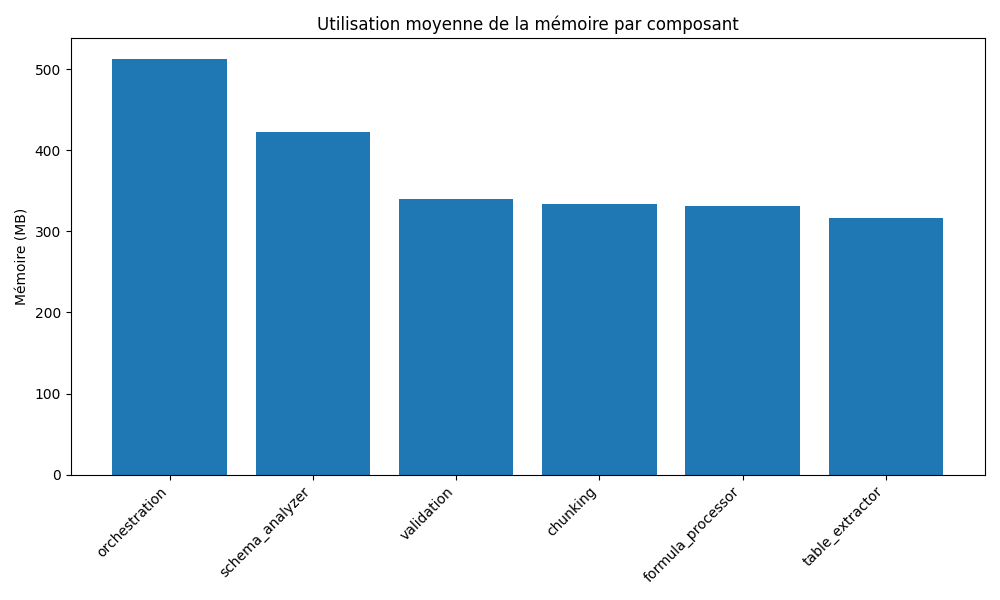 Utilisation moyenne de la mémoire par composant
Mémoire (MB)
500
400
300
200
100
0
orchestration
schema_analyzer
validation
chunking
formula_processor
table_extractor